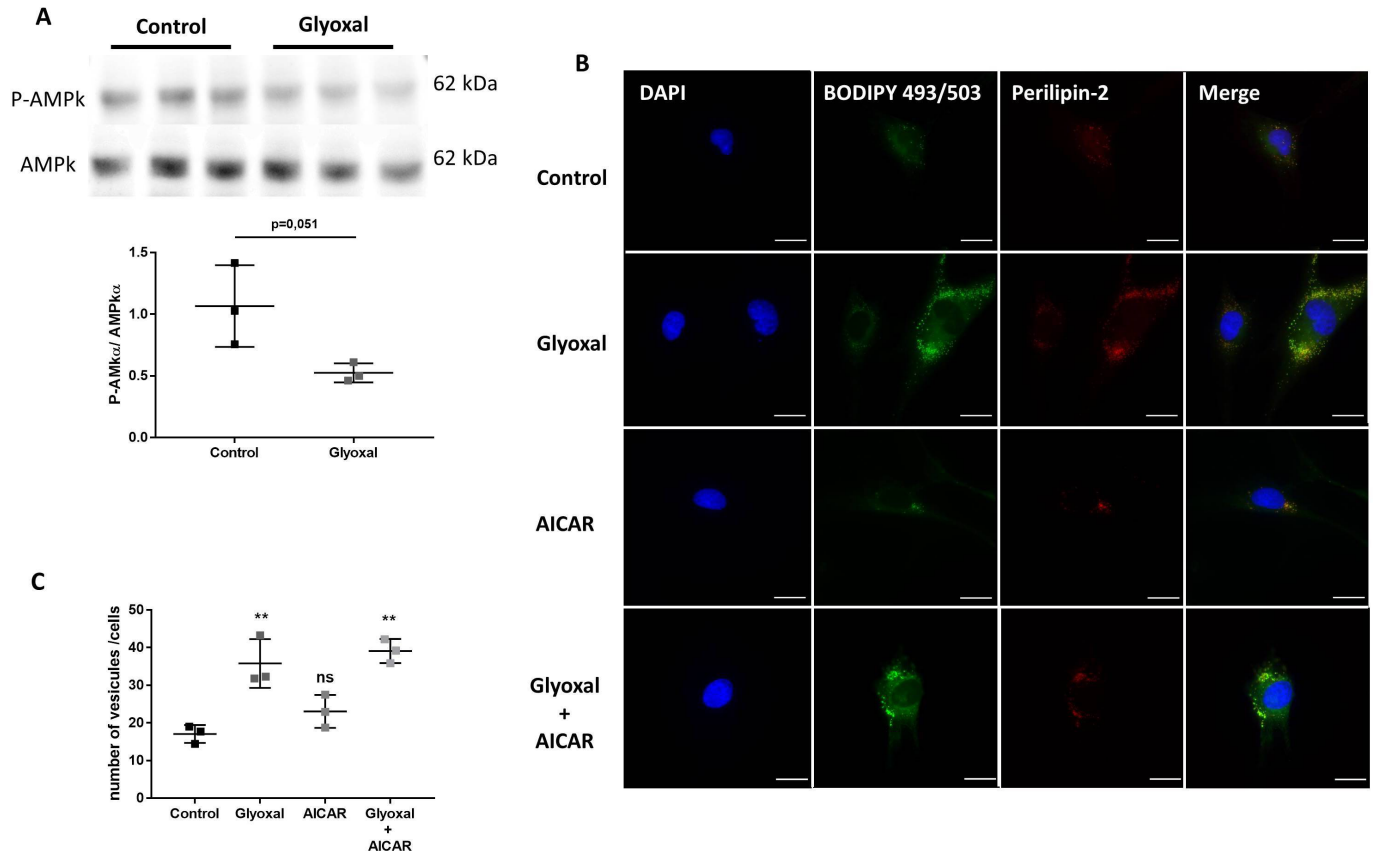 A
Control
Glyoxal
P-AMPk
62 kDa
AMPk
62 kDa
p=0,051
1.5
1.0
0.5
0.0
P-AMkα/ AMPkα
Control
Glyoxal
B
DAPI
BODIPY 493/503
Perilipin-2
Merge
Control
Glyoxal
AICAR
Glyoxal
+
AICAR
C
50
40
30
20
10
0
number of vesicules /cells
**
ns
**
Control
Glyoxal
AICAR
Glyoxal
+
AICAR